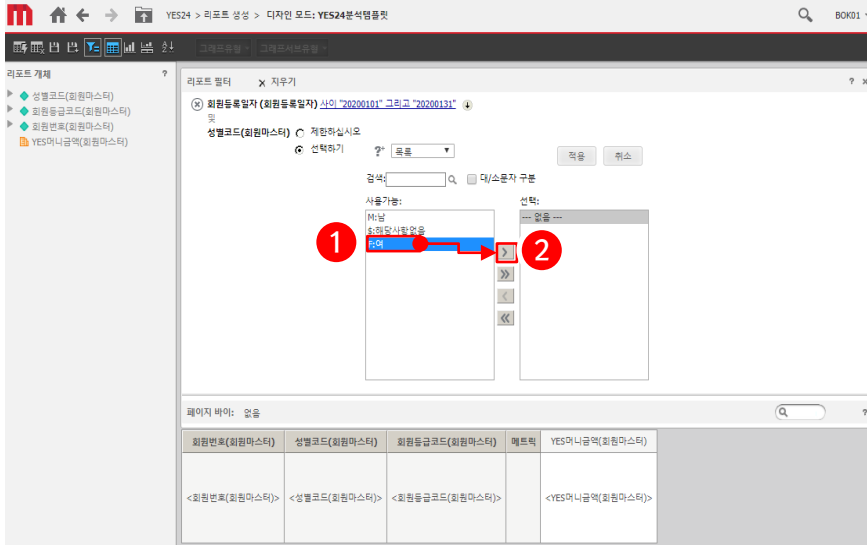 YES24 > 리포트 생성 > 디자인 모드: YES24분석템플릿
BOK01
그래프유형 그래프서브유형
리포트 개체 ?
성별코드(회원마스터)
회원등급코드(회원마스터)
회원번호(회원마스터)
YES머니금액(회원마스터)
리포트 필터 x 지우기 ? x
회원등록일자 (회원등록일자) 사이 "20200101" 그리고 "20200131"
및
성별코드(회원마스터) 제한하십시오
선택하기 ?+ 목록 ▼
적용 취소
검색: 대/소문자 구분
사용가능: 선택:
M:남
--- 없음 ---
$:해당사항없음
F:여
1 2
>
»
<
«
페이지 바이: 없음 ?
회원번호(회원마스터) 성별코드(회원마스터) 회원등급코드(회원마스터) 메트릭 YES머니금액(회원마스터)
<회원번호(회원마스터)> <성별코드(회원마스터)> <회원등급코드(회원마스터)> <YES머니금액(회원마스터)>